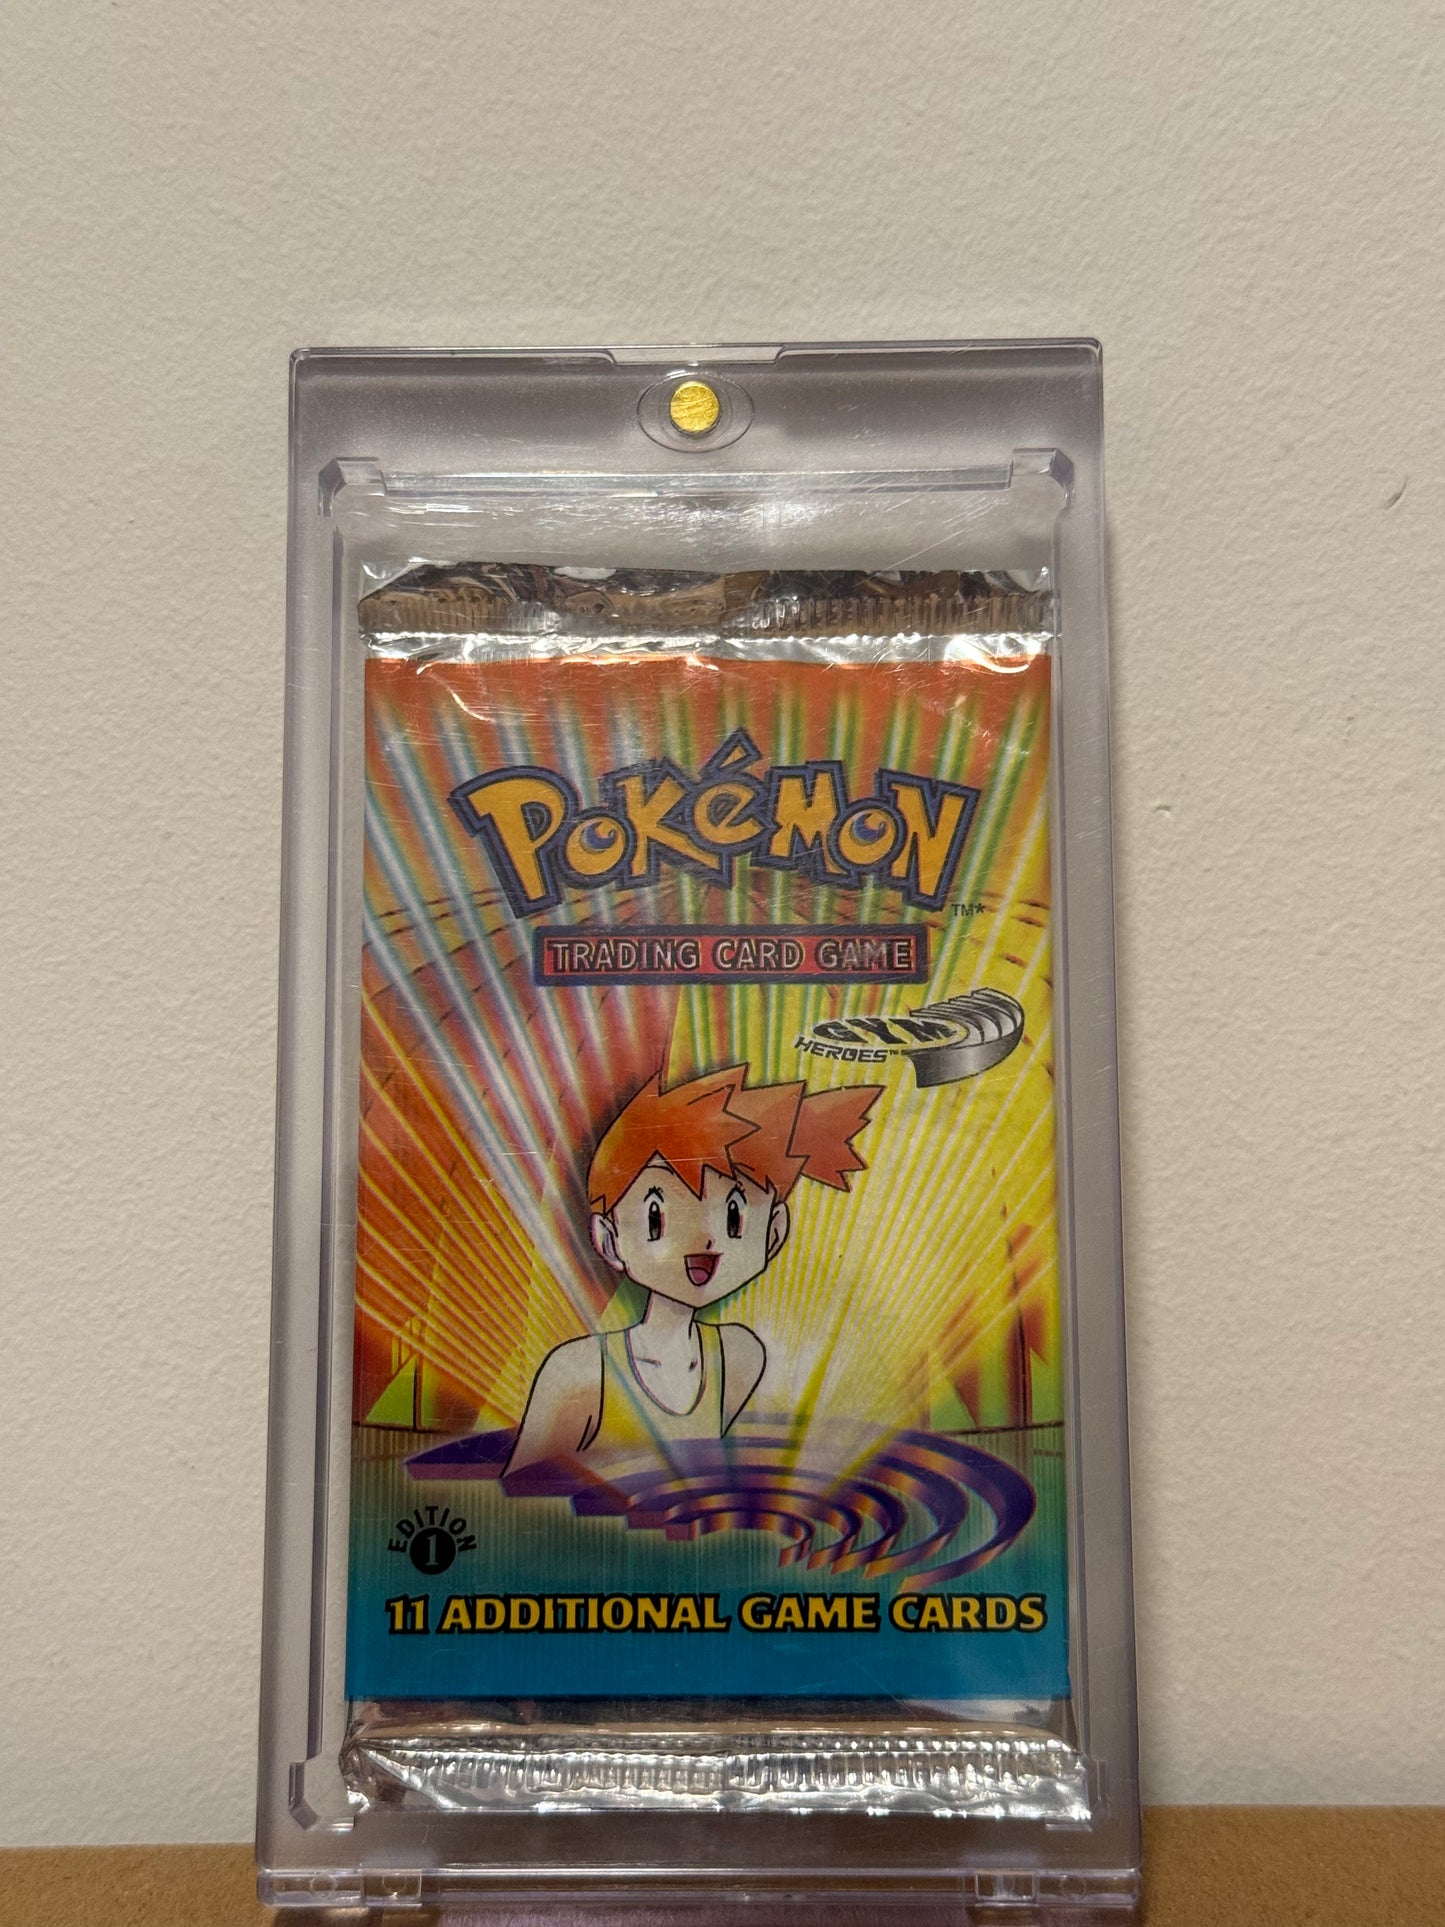 POKéMON
TM*
TRADING CARD GAME
GYM
HEROES™
EDITION
1
11 ADDITIONAL GAME CARDS